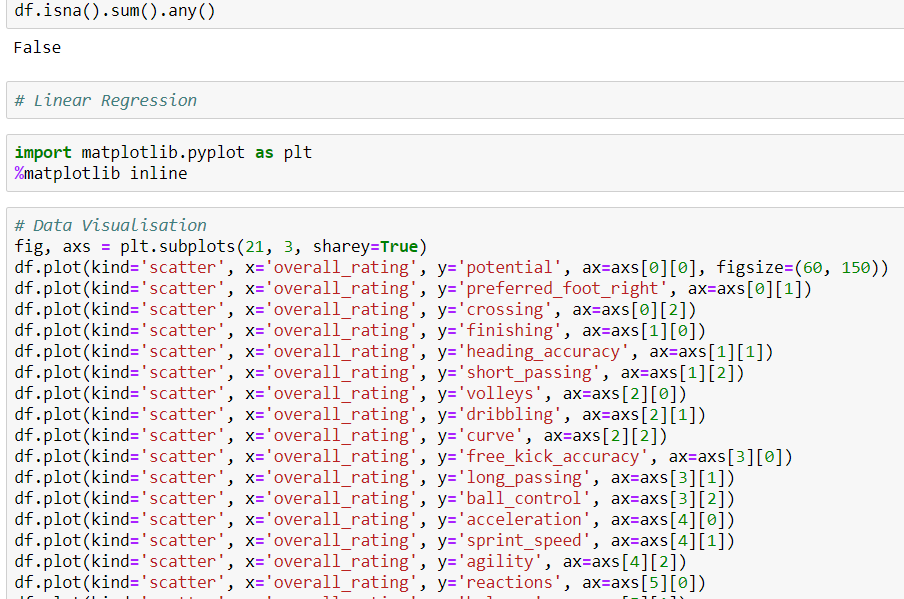 df.isna().sum().any()
False
# Linear Regression
import matplotlib.pyplot as plt
%matplotlib inline
# Data Visualisation
fig, axs = plt.subplots(21, 3, sharey=True)
df.plot(kind='scatter', x='overall_rating', y='potential', ax=axs[0][0], figsize=(60, 150))
df.plot(kind='scatter', x='overall_rating', y='preferred_foot_right', ax=axs[0][1])
df.plot(kind='scatter', x='overall_rating', y='crossing', ax=axs[0][2])
df.plot(kind='scatter', x='overall_rating', y='finishing', ax=axs[1][0])
df.plot(kind='scatter', x='overall_rating', y='heading_accuracy', ax=axs[1][1])
df.plot(kind='scatter', x='overall_rating', y='short_passing', ax=axs[1][2])
df.plot(kind='scatter', x='overall_rating', y='volleys', ax=axs[2][0])
df.plot(kind='scatter', x='overall_rating', y='dribbling', ax=axs[2][1])
df.plot(kind='scatter', x='overall_rating', y='curve', ax=axs[2][2])
df.plot(kind='scatter', x='overall_rating', y='free_kick_accuracy', ax=axs[3][0])
df.plot(kind='scatter', x='overall_rating', y='long_passing', ax=axs[3][1])
df.plot(kind='scatter', x='overall_rating', y='ball_control', ax=axs[3][2])
df.plot(kind='scatter', x='overall_rating', y='acceleration', ax=axs[4][0])
df.plot(kind='scatter', x='overall_rating', y='sprint_speed', ax=axs[4][1])
df.plot(kind='scatter', x='overall_rating', y='agility', ax=axs[4][2])
df.plot(kind='scatter', x='overall_rating', y='reactions', ax=axs[5][0])